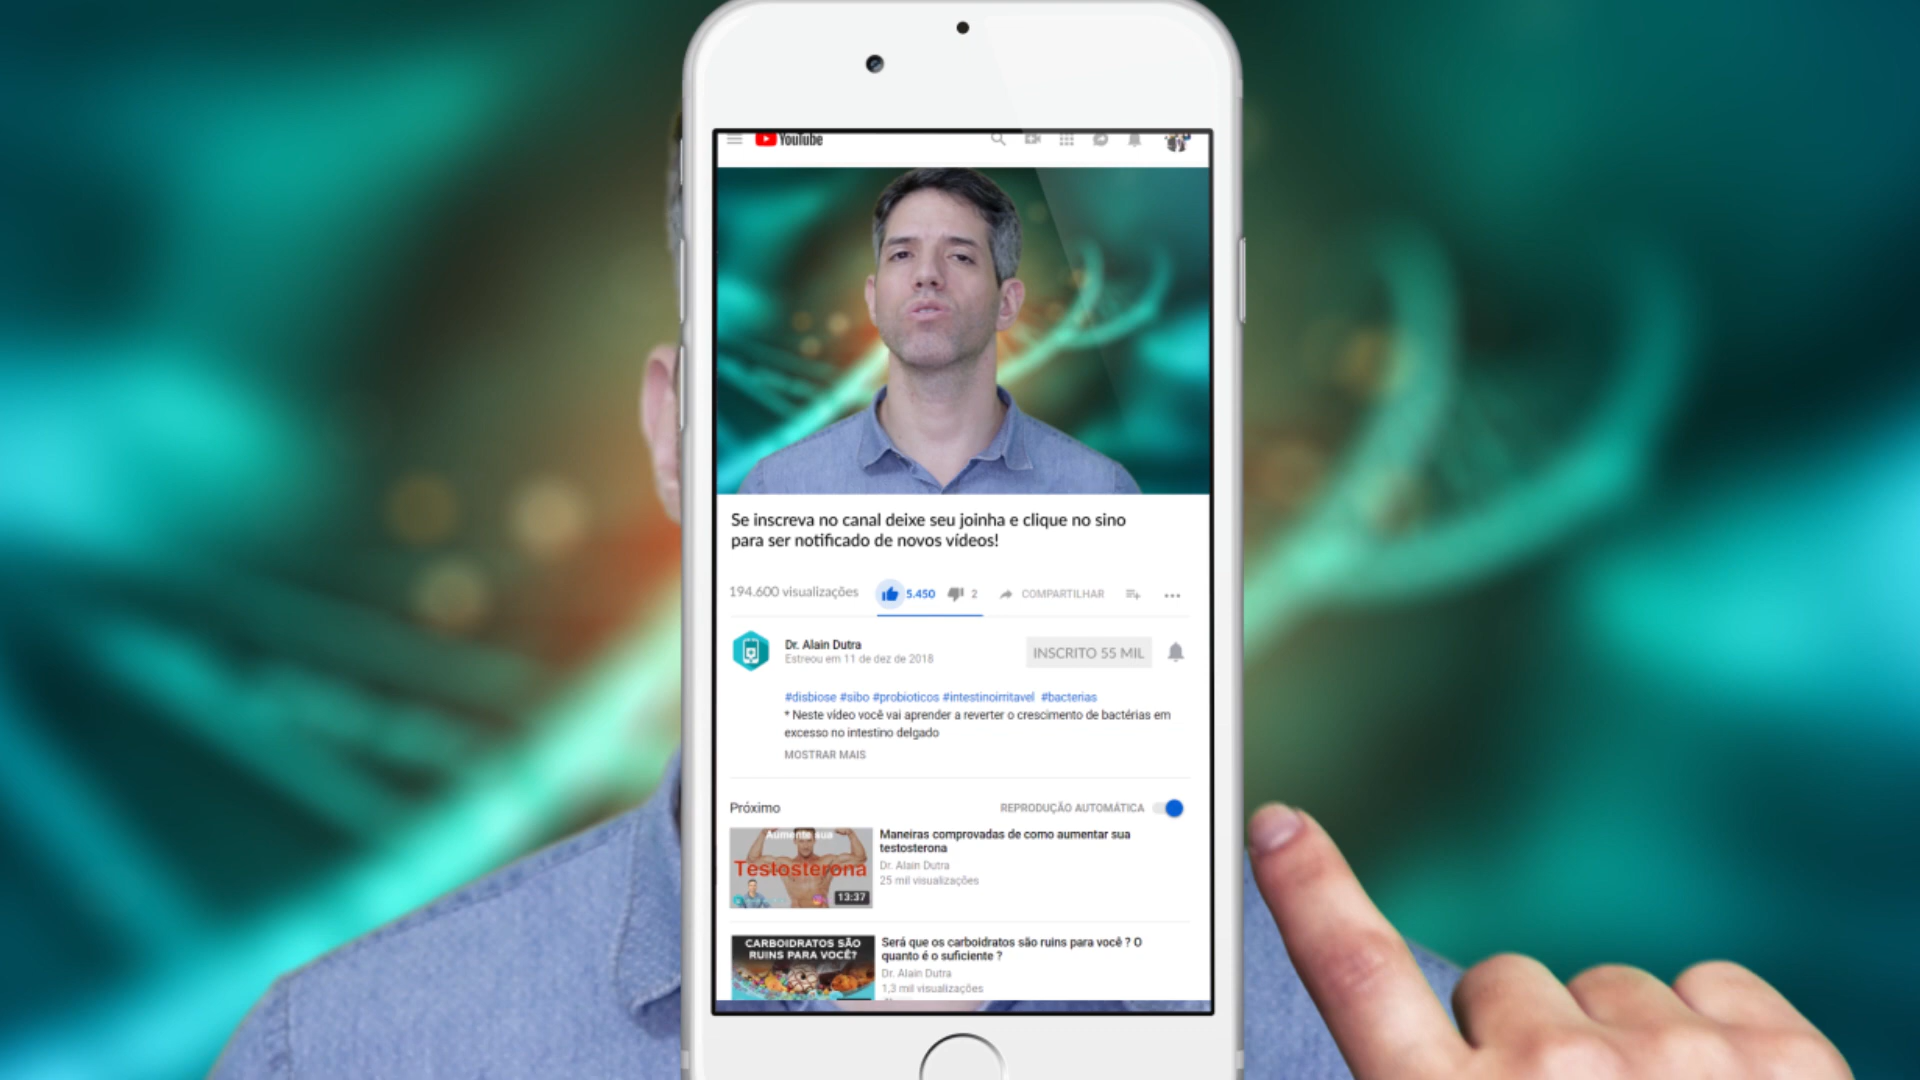 YouTube
Se inscreva no canal deixe seu joinha e clique no sino
para ser notificado de novos vídeos!
194.600 visualizações 5.450 2 COMPARTILHAR
Dr. Alain Dutra
Estreou em 11 de dez de 2018
INSCRITO 55 MIL
#disbiose #sibo #probioticos #intestinoirritavel #bacterias
* Neste vídeo você vai aprender a reverter o crescimento de bactérias em
excesso no intestino delgado
MOSTRAR MAIS
Próximo
REPRODUÇÃO AUTOMÁTICA
Aumente sua
Testosterona
13:37
Maneiras comprovadas de como aumentar sua
testosterona
Dr. Alain Dutra
25 mil visualizações
CARBOIDRATOS SÃO
RUINS PARA VOCÊ?
Será que os carboidratos são ruins para você ? O
quanto é o suficiente ?
Dr. Alain Dutra
1,3 mil visualizações